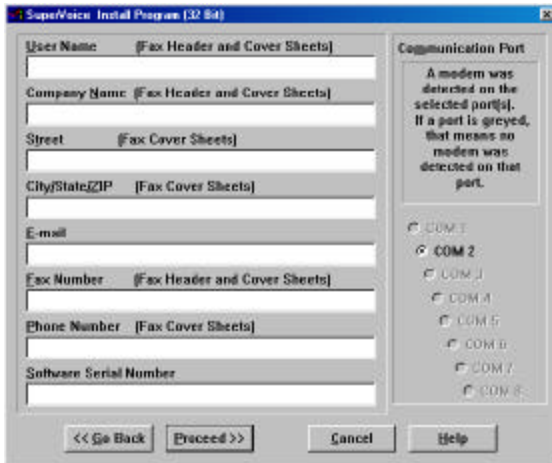 SuperVoice Install Program (32 Bit)
User Name (Fax Header and Cover Sheets)
Company Name (Fax Header and Cover Sheets)
Street (Fax Cover Sheets)
City/State/ZIP (Fax Cover Sheets)
E-mail
Fax Number (Fax Header and Cover Sheets)
Phone Number (Fax Cover Sheets)
Software Serial Number
Communication Port
A modem was
detected on the
selected port(s).
If a port is greyed,
that means no
modem was
detected on that
port.
COM 1
COM 2
COM 3
COM 4
COM 5
COM 6
COM 7
COM 8
<< Go Back
Proceed >>
Cancel
Help